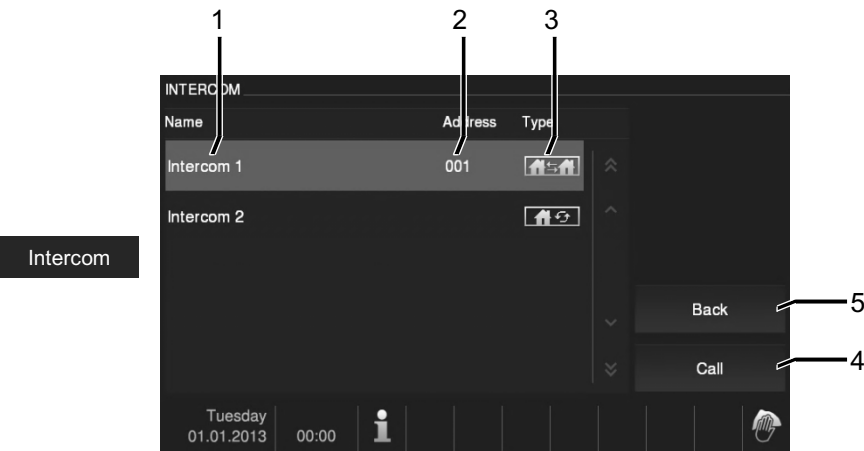 1 2 3
INTERCOM
Name Address Type
Intercom 1 001
Intercom 2
Intercom
Back 5
Call 4
Tuesday
01.01.2013 00:00